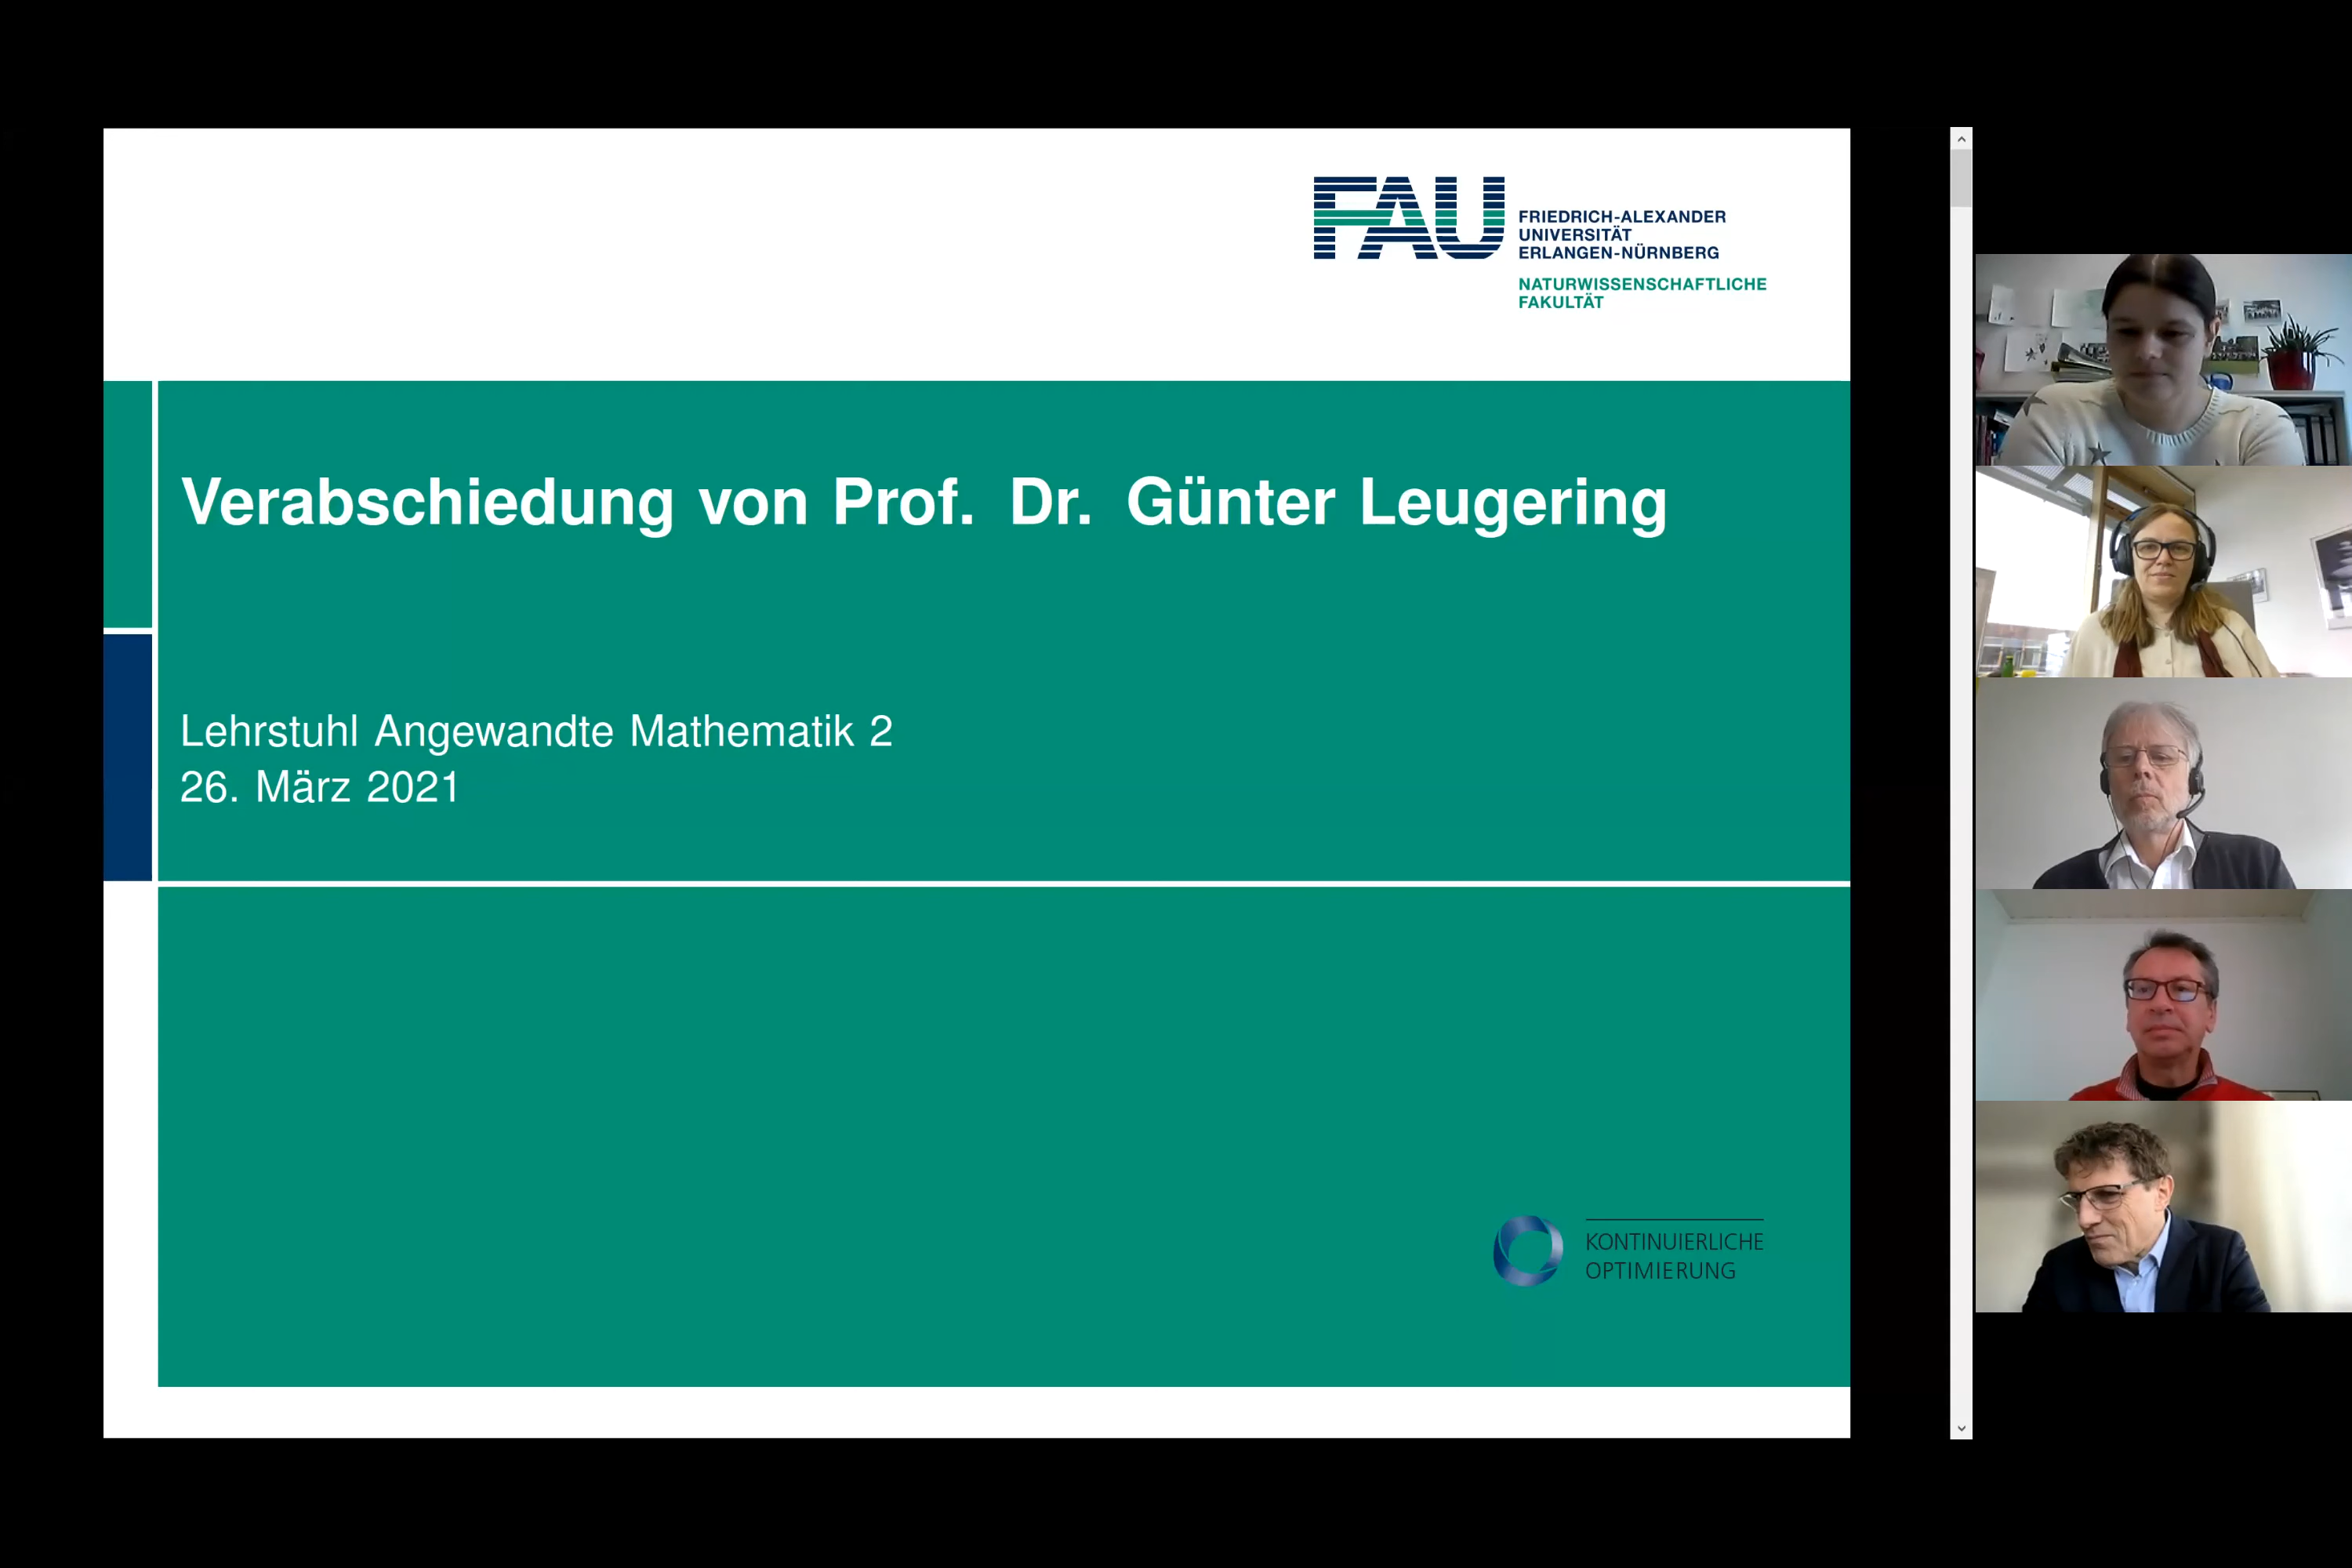 FAU
FRIEDRICH-ALEXANDER
UNIVERSITÄT
ERLANGEN-NÜRNBERG
NATURWISSENSCHAFTLICHE
FAKULTÄT
Verabschiedung von Prof. Dr. Günter Leugering
Lehrstuhl Angewandte Mathematik 2
26. März 2021
KONTINUIERLICHE
OPTIMIERUNG